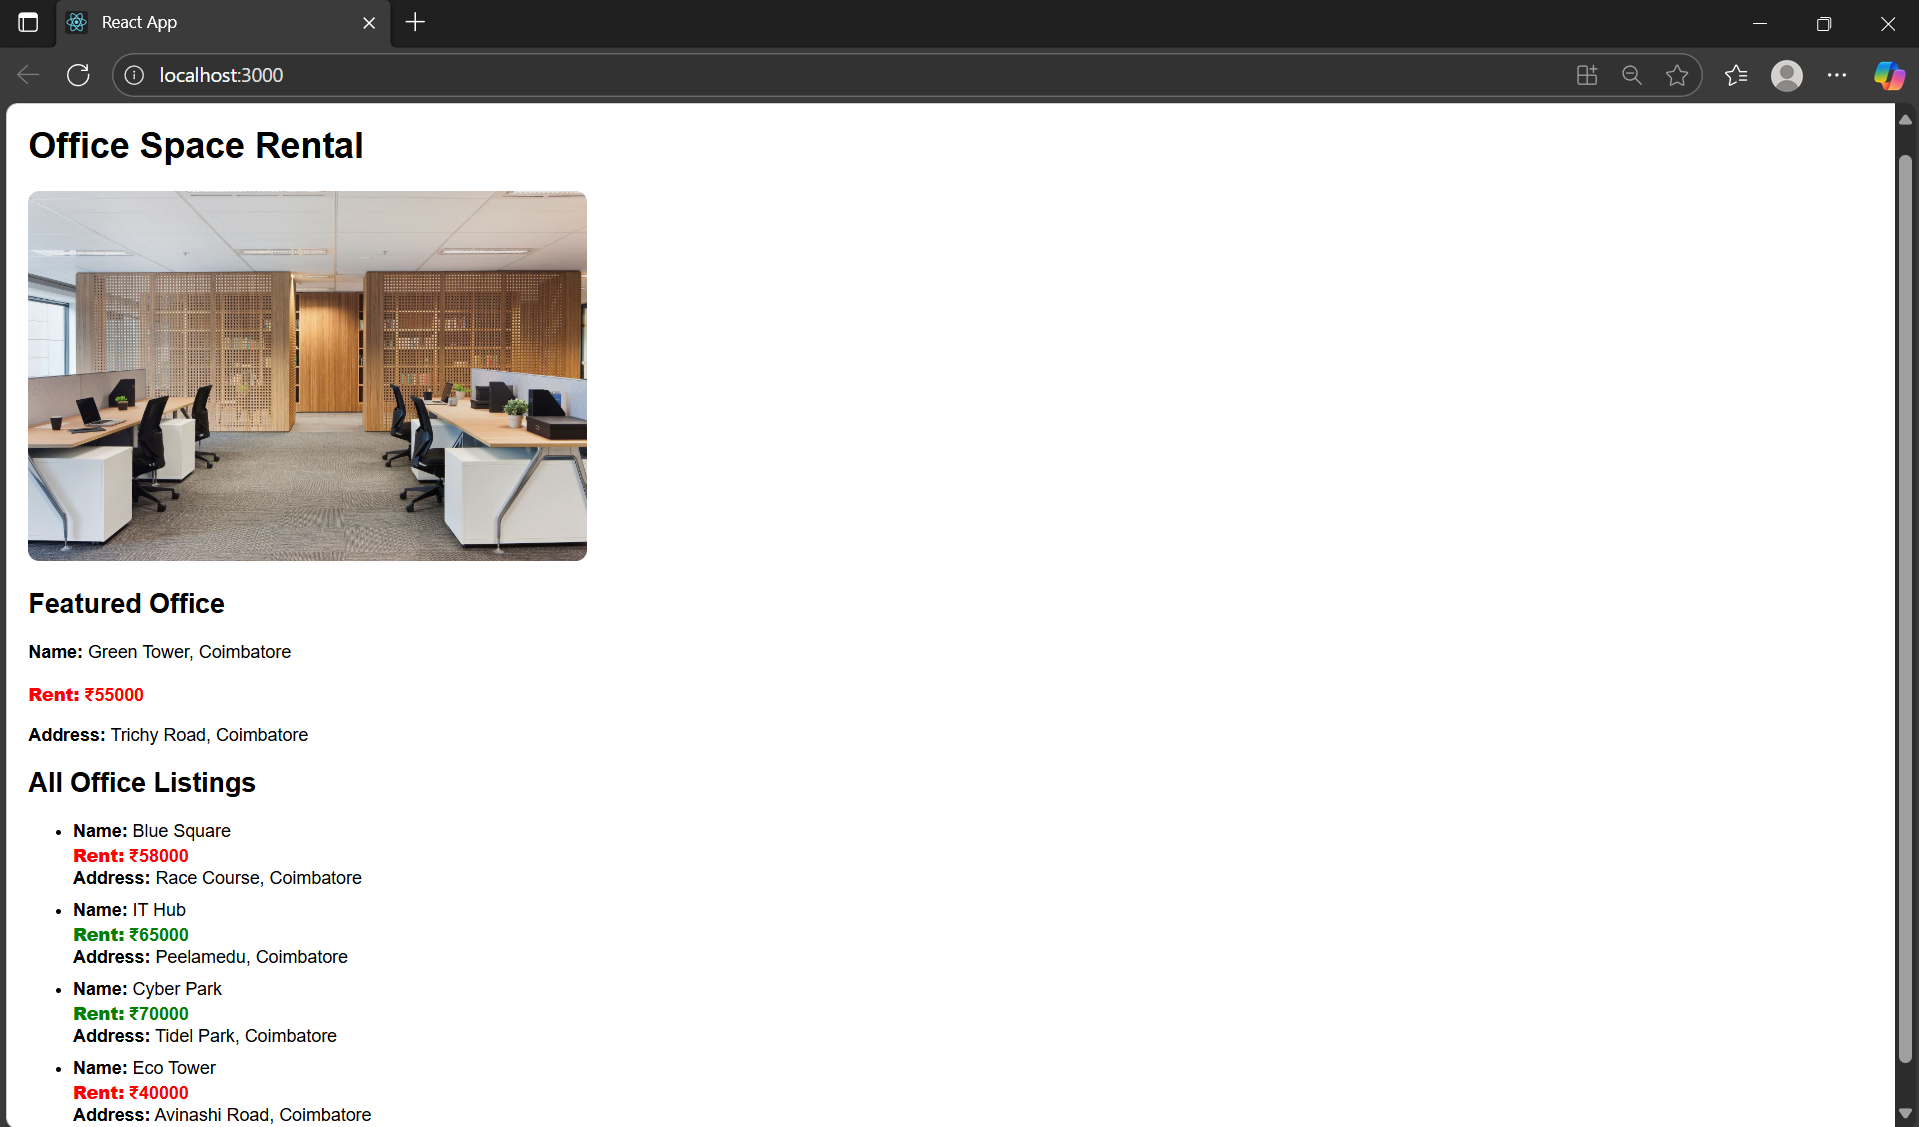 React App
localhost:3000
Office Space Rental
Featured Office
Name: Green Tower, Coimbatore
Rent: ₹55000
Address: Trichy Road, Coimbatore
All Office Listings
• Name: Blue Square
Rent: ₹58000
Address: Race Course, Coimbatore
• Name: IT Hub
Rent: ₹65000
Address: Peelamedu, Coimbatore
• Name: Cyber Park
Rent: ₹70000
Address: Tidel Park, Coimbatore
• Name: Eco Tower
Rent: ₹40000
Address: Avinashi Road, Coimbatore